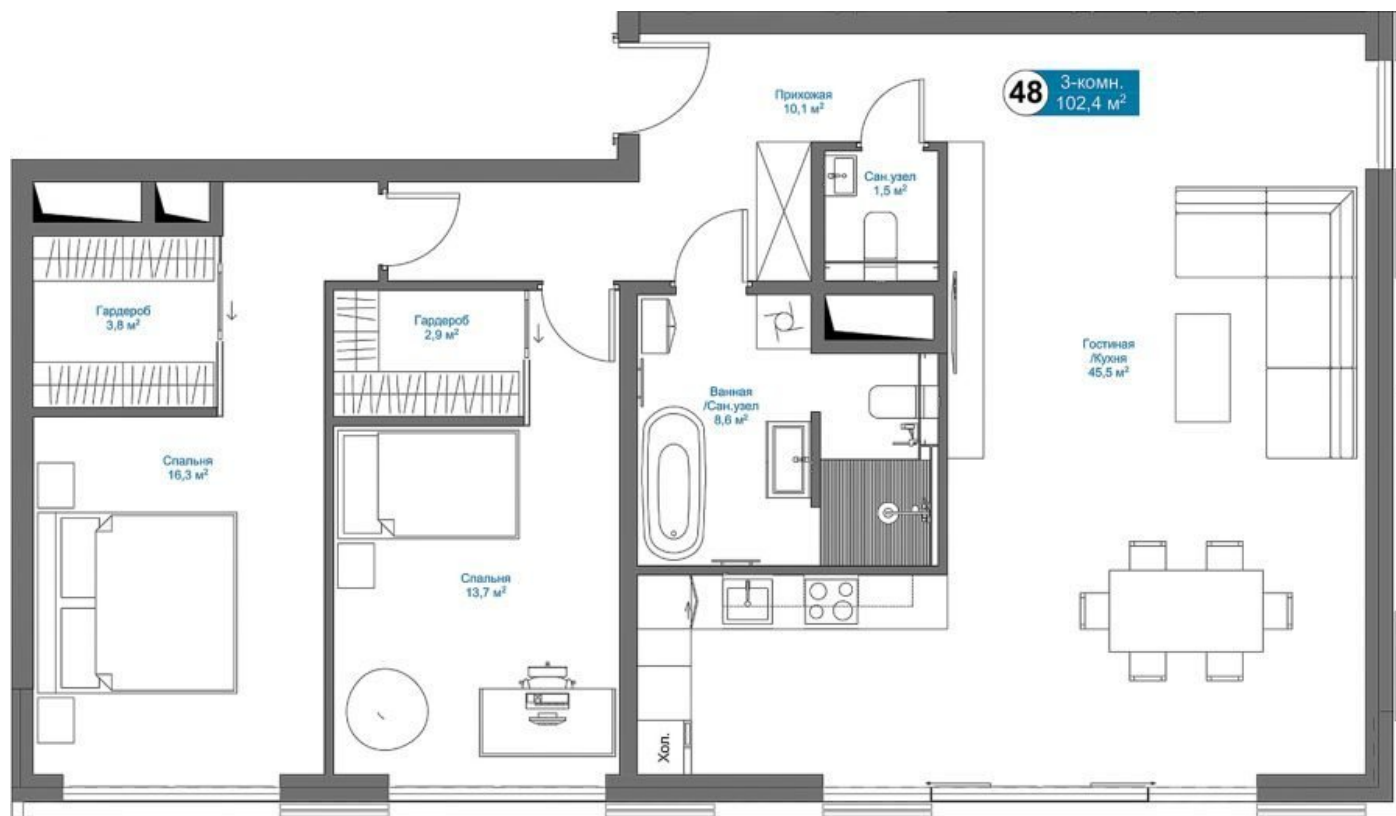 48
3-комн.
102,4 м²
Прихожая
10,1 м²
Сан.узел
1,5 м²
Гардероб
3,8 м²
Гардероб
2,9 м²
Гостиная
/Кухня
45,5 м²
Ванная
/Сан.узел
8,6 м²
Спальня
16,3 м²
Спальня
13,7 м²
Хол.